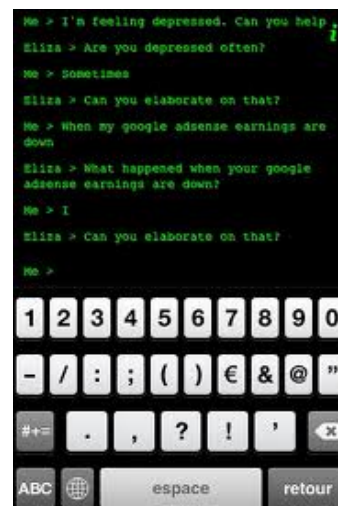 Me > I'm feeling depressed. Can you help
i
Eliza > Are you depressed often?
Me > Sometimes
Eliza > Can you elaborate on that?
Me > When my google adsense earnings are
down
Eliza > What happened when your google
adsense earnings are down?
Me > I
Eliza > Can you elaborate on that?
Me >
1 2 3 4 5 6 7 8 9 0
- / : ; ( ) € & @ "
#+= . , ? ! '
ABC espace retour